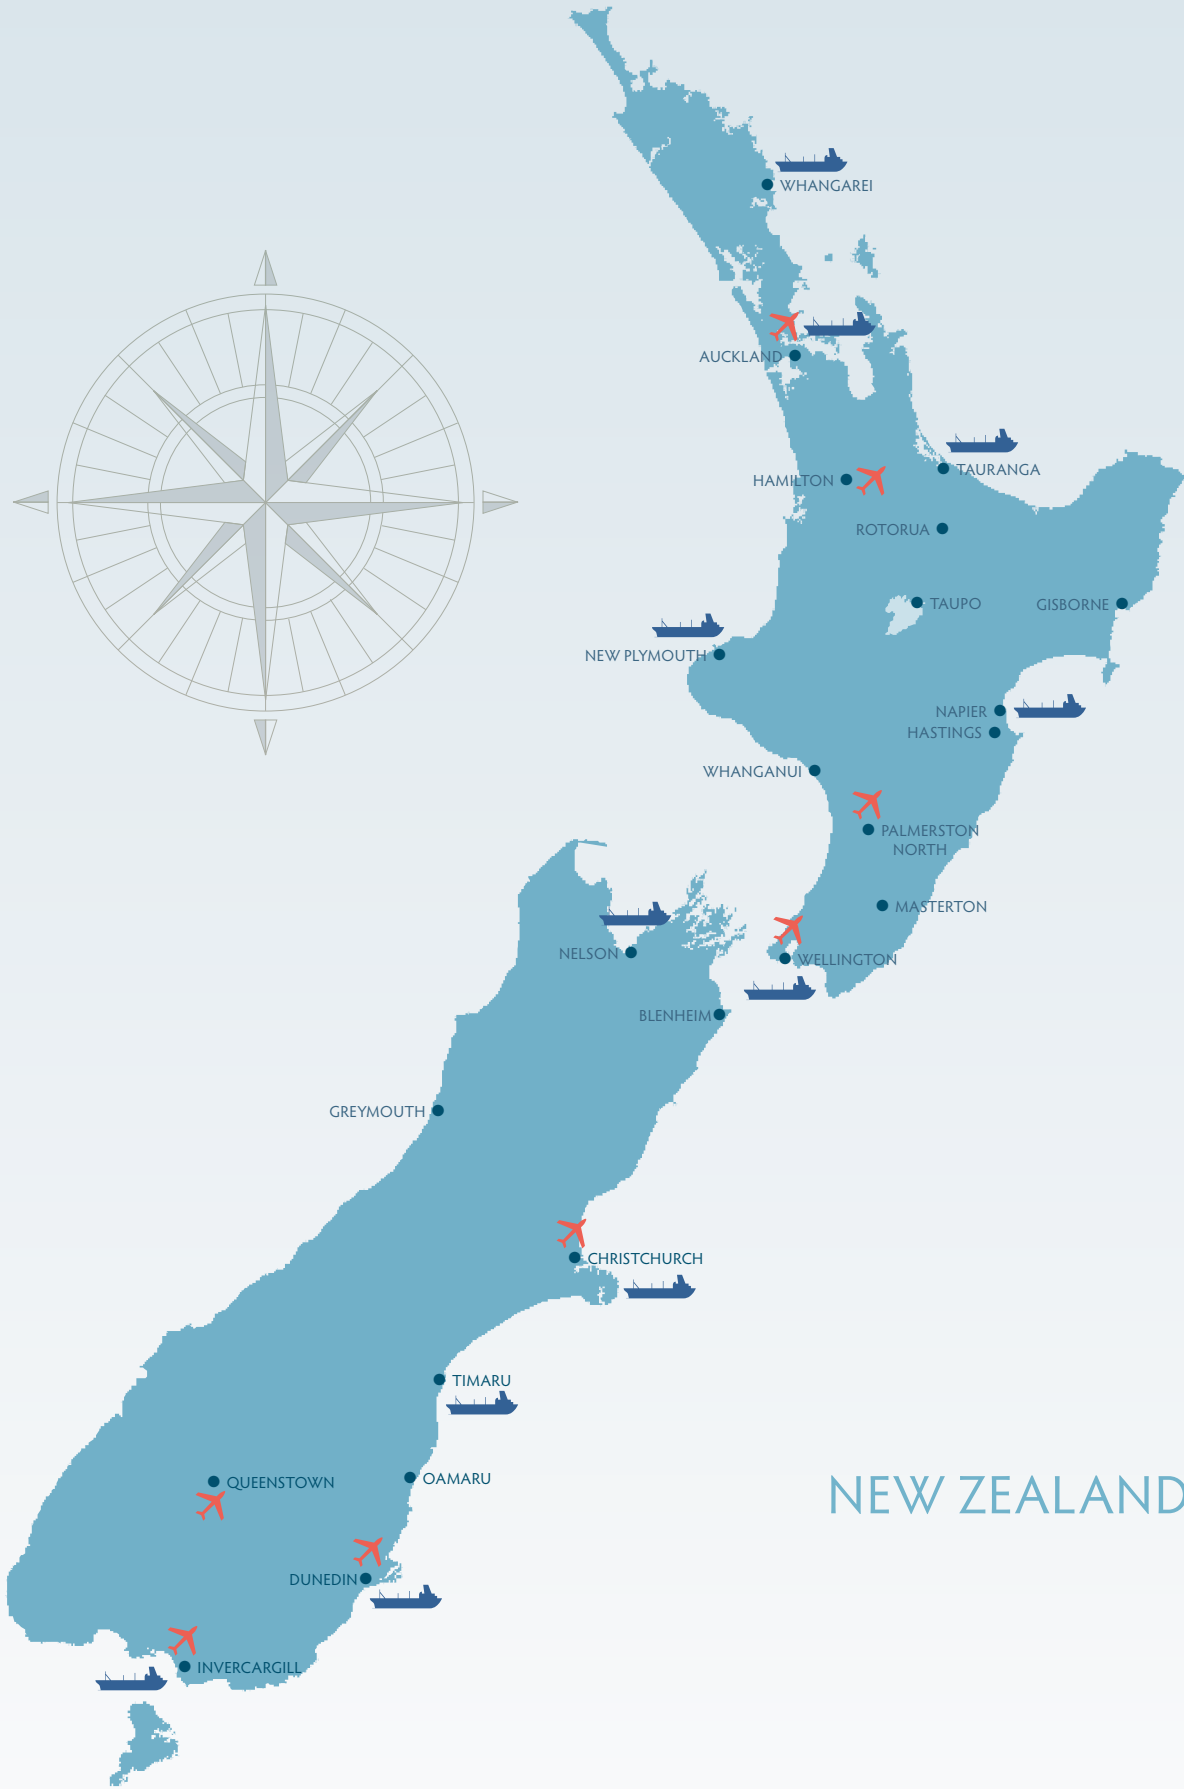 WHANGAREI
AUCKLAND
TAURANGA
HAMILTON
ROTORUA
TAUPO
GISBORNE
NEW PLYMOUTH
NAPIER
HASTINGS
WHANGANUI
PALMERSTON
NORTH
MASTERTON
NELSON
WELLINGTON
BLENHEIM
GREYMOUTH
CHRISTCHURCH
TIMARU
QUEENSTOWN
OAMARU
NEW ZEALAND
DUNEDIN
INVERCARGILL